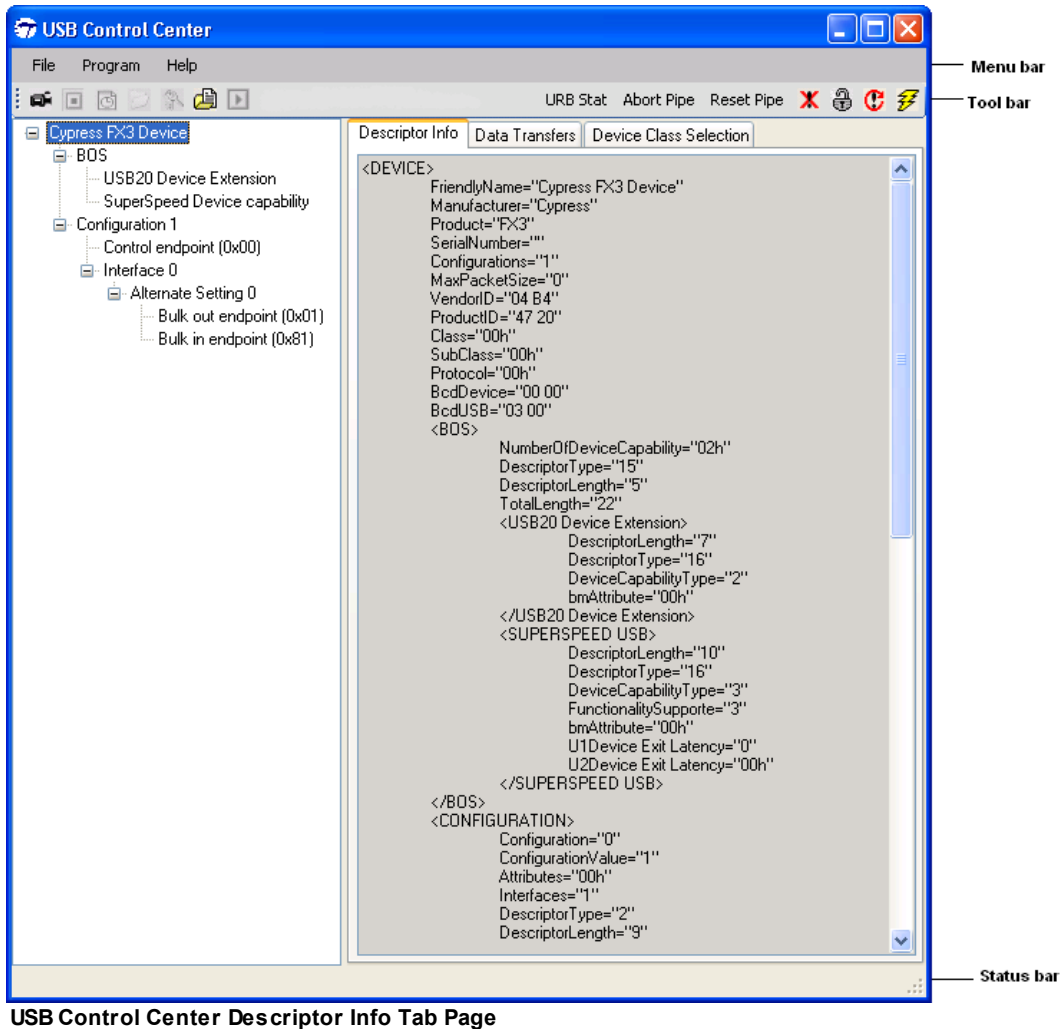 USB Control Center
File Program Help
Menu bar
URB Stat Abort Pipe Reset Pipe
Tool bar
Cypress FX3 Device
BOS
USB20 Device Extension
SuperSpeed Device capability
Configuration 1
Control endpoint (0x00)
Interface 0
Alternate Setting 0
Bulk out endpoint (0x01)
Bulk in endpoint (0x81)
Descriptor Info Data Transfers Device Class Selection
<DEVICE>
FriendlyName="Cypress FX3 Device"
Manufacturer="Cypress"
Product="FX3"
SerialNumber=""
Configurations="1"
MaxPacketSize="0"
VendorID="04 B4"
ProductID="47 20"
Class="00h"
SubClass="00h"
Protocol="00h"
BcdDevice="00 00"
BcdUSB="03 00"
<BOS>
NumberOfDeviceCapability="02h"
DescriptorType="15"
DescriptorLength="5"
TotalLength="22"
<USB20 Device Extension>
DescriptorLength="7"
DescriptorType="16"
DeviceCapabilityType="2"
bmAttribute="00h"
</USB20 Device Extension>
<SUPERSPEED USB>
DescriptorLength="10"
DescriptorType="16"
DeviceCapabilityType="3"
FunctionalitySupporte="3"
bmAttribute="00h"
U1Device Exit Latency="0"
U2Device Exit Latency="00h"
</SUPERSPEED USB>
</BOS>
<CONFIGURATION>
Configuration="0"
ConfigurationValue="1"
Attributes="00h"
Interfaces="1"
DescriptorType="2"
DescriptorLength="9"
Status bar
USB Control Center Descriptor Info Tab Page